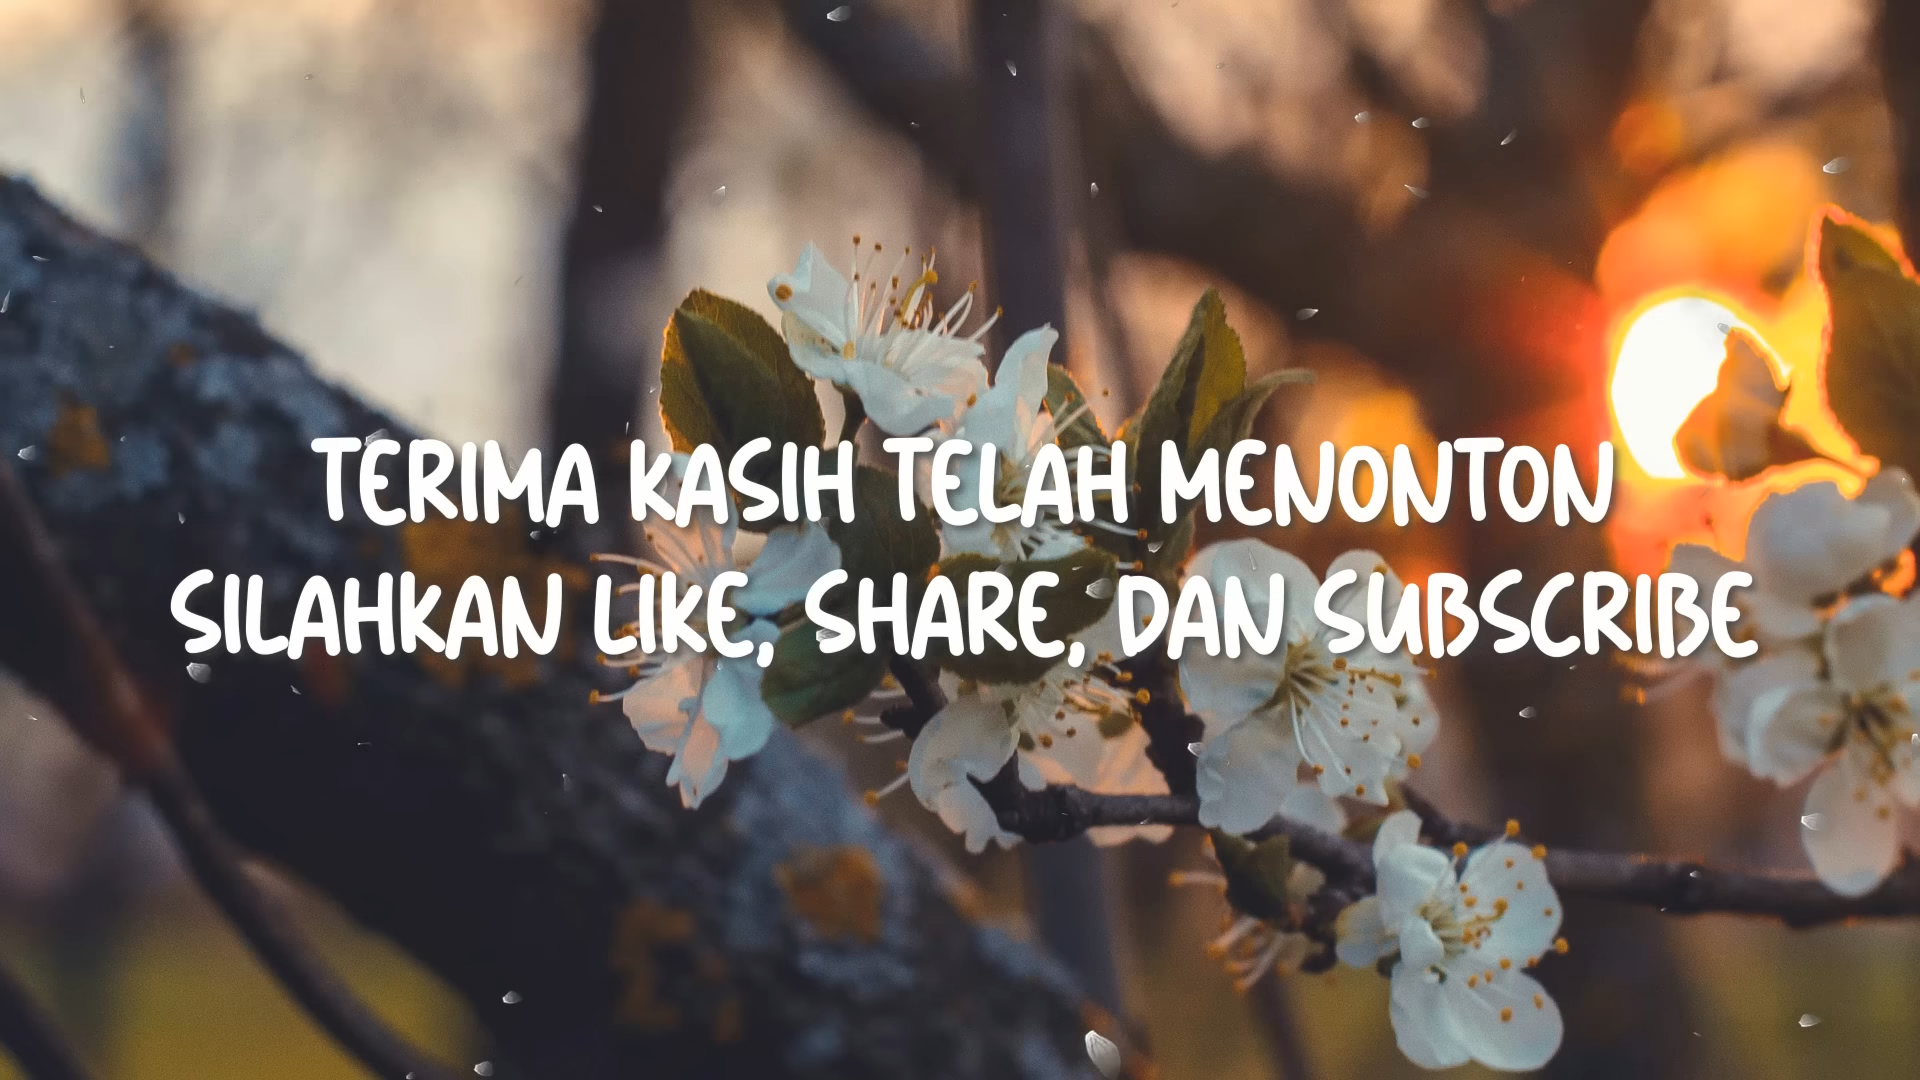 TERIMA KASIH TELAH MENONTON
SILAHKAN LIKE, SHARE, DAN SUBSCRIBE